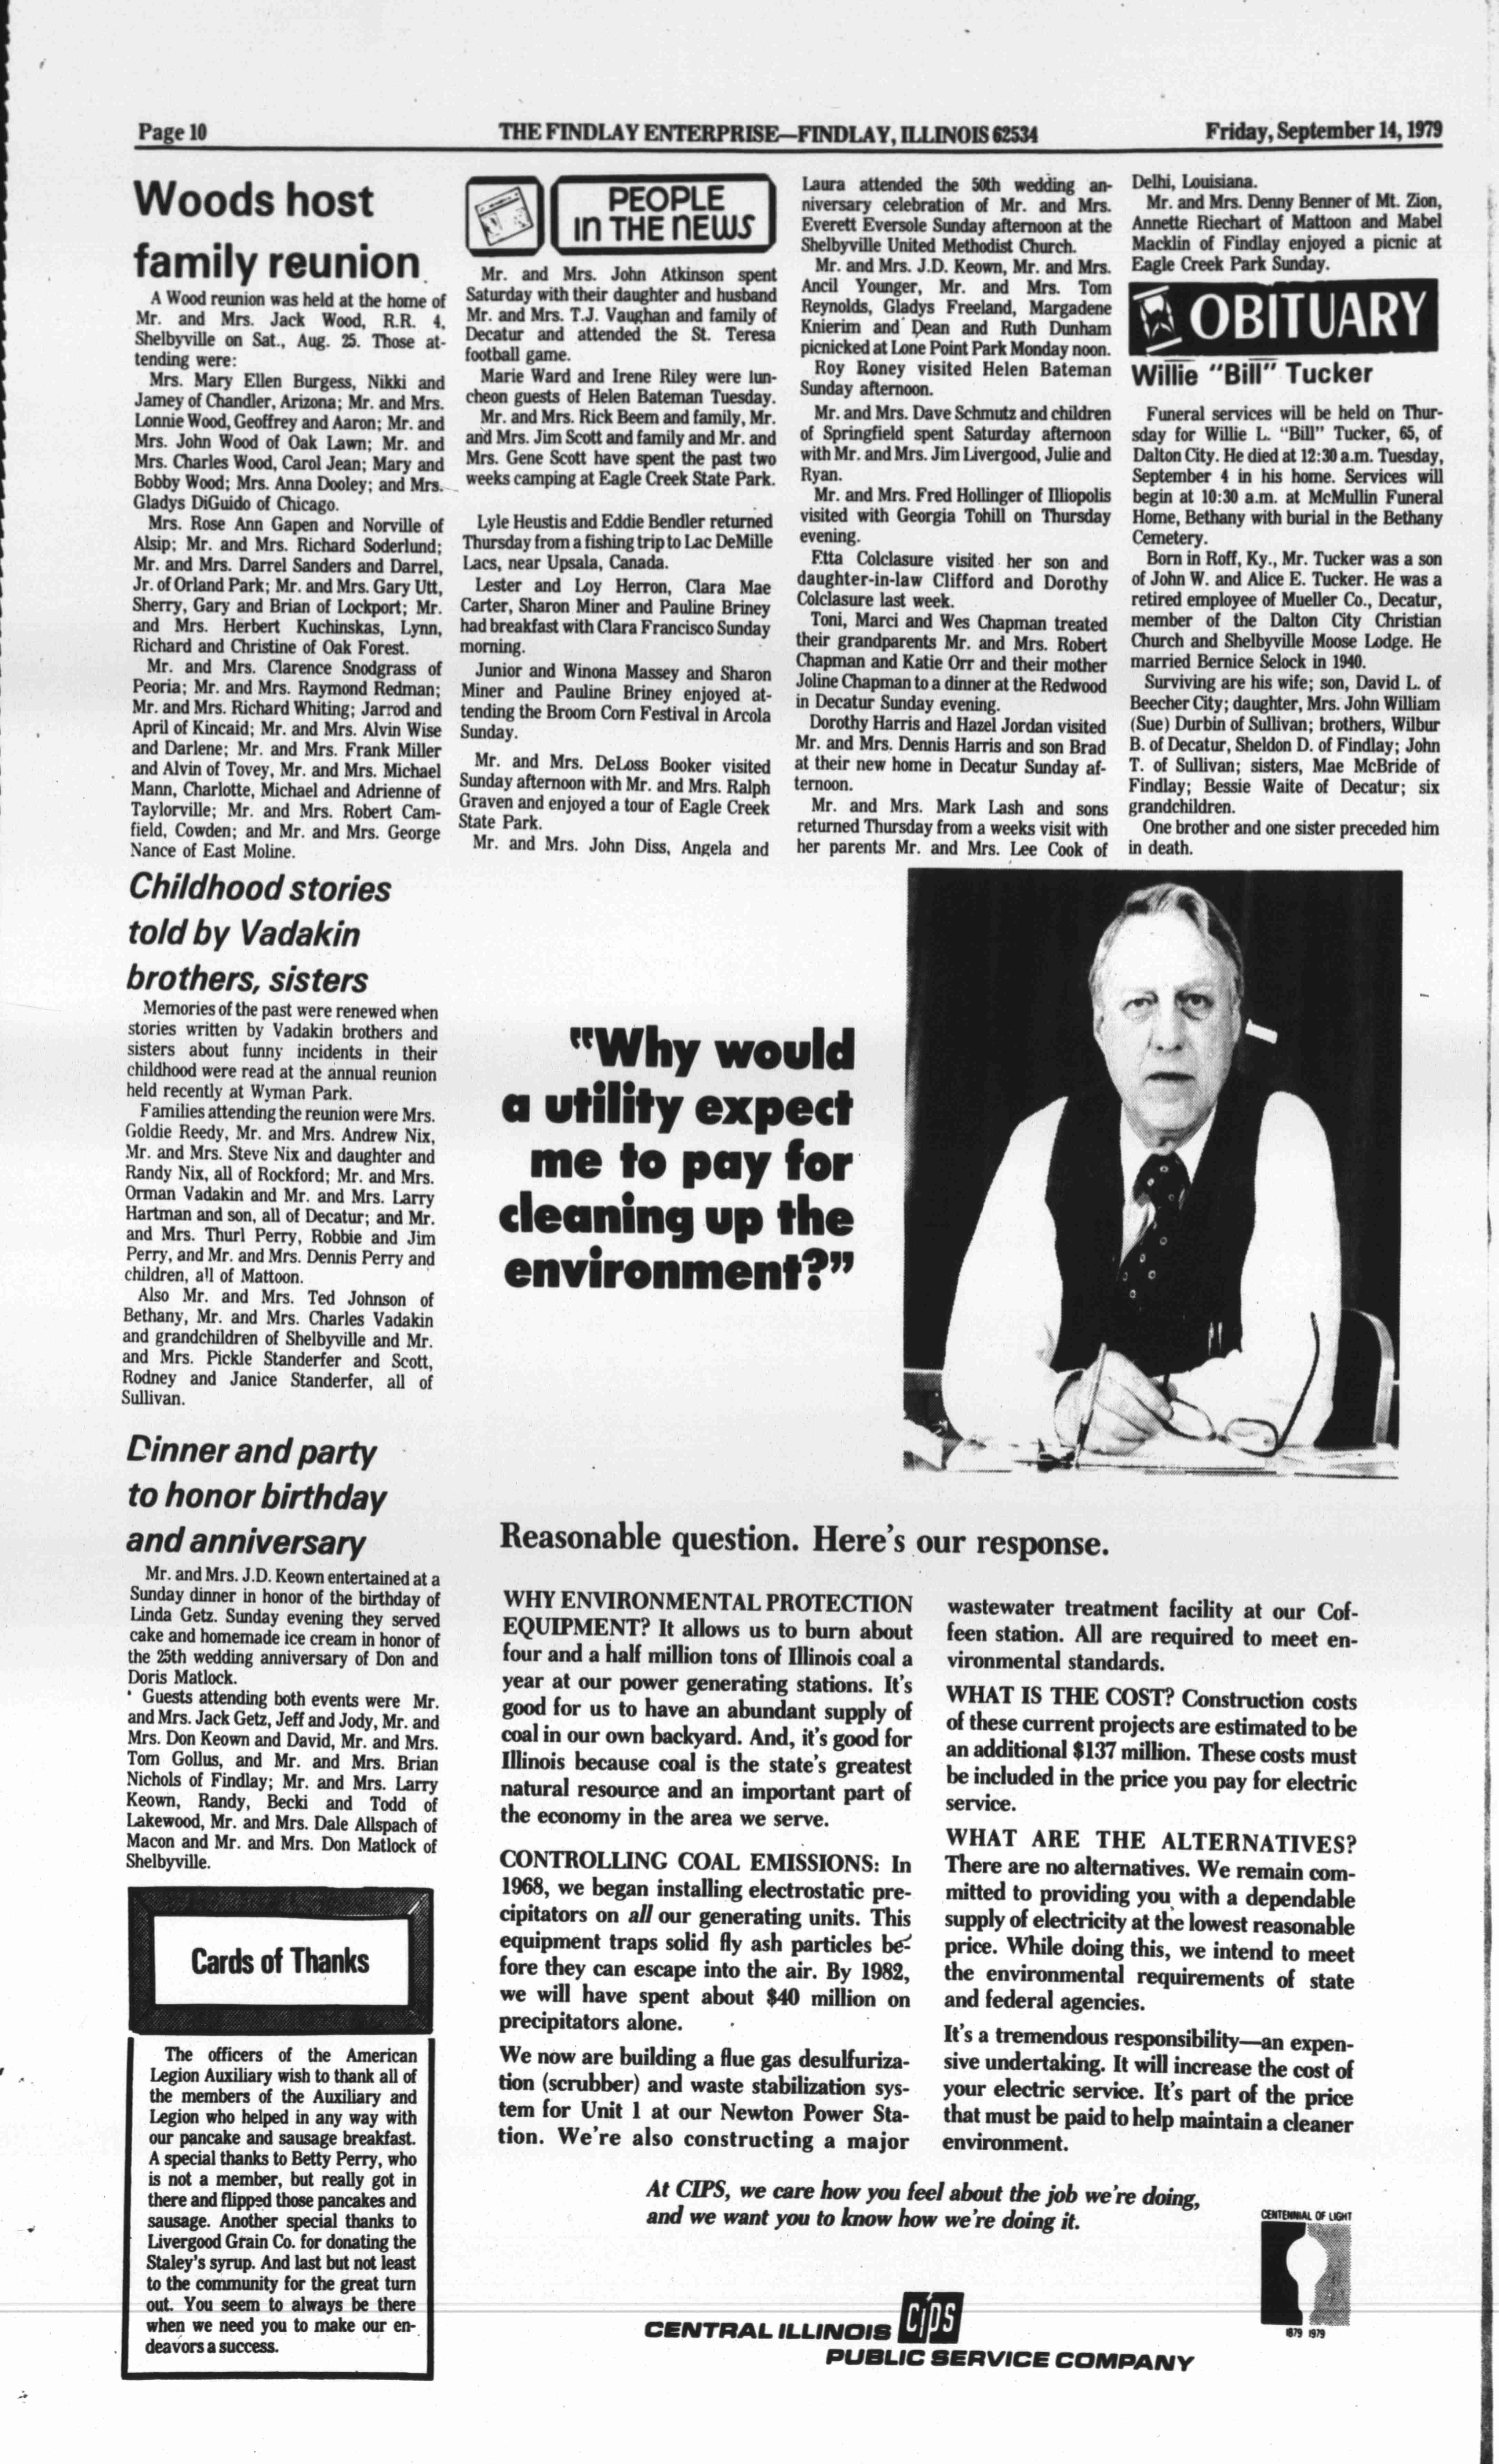 Page 10
THE FINDLAY ENTERPRISE—FINDLAY, ILLINOIS 62534
Friday, September 14, 1979
Woods host
family reunion
A Wood reunion was held at the home of
Mr. and Mrs. Jack Wood, R.R. 4,
Shelbyville on Sat., Aug. 25. Those at-
tending were:
Mrs. Mary Ellen Burgess, Nikki and
Jamey of Chandler, Arizona; Mr. and Mrs.
Lonnie Wood, Geoffrey and Aaron; Mr. and
Mrs. John Wood of Oak Lawn; Mr. and
Mrs. Charles Wood, Carol Jean; Mary and
Bobby Wood; Mrs. Anna Dooley; and Mrs.
Gladys DiGuido of Chicago.
Mrs. Rose Ann Gapen and Norville of
Alsip; Mr. and Mrs. Richard Soderlund;
Mr. and Mrs. Darrel Sanders and Darrel,
Jr. of Orland Park; Mr. and Mrs. Gary Utt,
Sherry, Gary and Brian of Lockport; Mr.
and Mrs. Herbert Kuchinskas, Lynn,
Richard and Christine of Oak Forest.
Mr. and Mrs. Clarence Snodgrass of
Peoria; Mr. and Mrs. Raymond Redman;
Mr. and Mrs. Richard Whiting; Jarrod and
April of Kincaid; Mr. and Mrs. Alvin Wise
and Darlene; Mr. and Mrs. Frank Miller
and Alvin of Tovey, Mr. and Mrs. Michael
Mann, Charlotte, Michael and Adrienne of
Taylorville; Mr. and Mrs. Robert Cam-
field, Cowden; and Mr. and Mrs. George
Nance of East Moline.
Childhood stories
told by Vadakin
brothers, sisters
Memories of the past were renewed when
stories written by Vadakin brothers and
sisters about funny incidents in their
childhood were read at the annual reunion
held recently at Wyman Park.
Families attending the reunion were Mrs.
Goldie Reedy, Mr. and Mrs. Andrew Nix,
Mr. and Mrs. Steve Nix and daughter and
Randy Nix, all of Rockford; Mr. and Mrs.
Orman Vadakin and Mr. and Mrs. Larry
Hartman and son, all of Decatur; and Mr.
and Mrs. Thurl Perry, Robbie and Jim
Perry, and Mr. and Mrs. Dennis Perry and
children, all of Mattoon.
Also Mr. and Mrs. Ted Johnson of
Bethany, Mr. and Mrs. Charles Vadakin
and grandchildren of Shelbyville and Mr.
and Mrs. Pickle Standerfer and Scott,
Rodney and Janice Standerfer, all of
Sullivan.
Dinner and party
to honor birthday
and anniversary
Mr. and Mrs. J.D. Keown entertained at a
Sunday dinner in honor of the birthday of
Linda Getz. Sunday evening they served
cake and homemade ice cream in honor of
the 25th wedding anniversary of Don and
Doris Matlock.
Guests attending both events were Mr.
and Mrs. Jack Getz, Jeff and Jody, Mr. and
Mrs. Don Keown and David, Mr. and Mrs.
Tom Gollus, and Mr. and Mrs. Brian
Nichols of Findlay; Mr. and Mrs. Larry
Keown, Randy, Becki and Todd of
Lakewood, Mr. and Mrs. Dale Allspach of
Macon and Mr. and Mrs. Don Matlock of
Shelbyville.
Cards of Thanks
The officers of the American
Legion Auxiliary wish to thank all of
the members of the Auxiliary and
Legion who helped in any way with
our pancake and sausage breakfast.
A special thanks to Betty Perry, who
is not a member, but really got in
there and flipped those pancakes and
sausage. Another special thanks to
Livergood Grain Co. for donating the
Staley's syrup. And last but not least
to the community for the great turn
out. You seem to always be there
when we need you to make our en-
deavors a success.
PEOPLE
in THE NEWS
Mr. and Mrs. John Atkinson spent
Saturday with their daughter and husband
Mr. and Mrs. T.J. Vaughan and family of
Decatur and attended the St. Teresa
football game.
Marie Ward and Irene Riley were lun-
cheon guests of Helen Bateman Tuesday.
Mr. and Mrs. Rick Beem and family, Mr.
and Mrs. Jim Scott and family and Mr. and
Mrs. Gene Scott have spent the past two
weeks camping at Eagle Creek State Park.
Lyle Heustis and Eddie Bendler returned
Thursday from a fishing trip to Lac DeMille
Lacs, near Upsala, Canada.
Lester and Loy Herron, Clara Mae
Carter, Sharon Miner and Pauline Briney
had breakfast with Clara Francisco Sunday
morning.
Junior and Winona Massey and Sharon
Miner and Pauline Briney enjoyed at-
tending the Broom Corn Festival in Arcola
Sunday.
Mr. and Mrs. DeLoss Booker visited
Sunday afternoon with Mr. and Mrs. Ralph
Graven and enjoyed a tour of Eagle Creek
State Park.
Mr. and Mrs. John Diss, Angela and
Laura attended the 50th wedding an-
niversary celebration of Mr. and Mrs.
Everett Eversole Sunday afternoon at the
Shelbyville United Methodist Church.
Mr. and Mrs. J.D. Keown, Mr. and Mrs.
Ancil Younger, Mr. and Mrs. Tom
Reynolds, Gladys Freeland, Margadene
Knierim and Dean and Ruth Dunham
picnicked at Lone Point Park Monday noon.
Roy Roney visited Helen Bateman
Sunday afternoon.
Mr. and Mrs. Dave Schmutz and children
of Springfield spent Saturday afternoon
with Mr. and Mrs. Jim Livergood, Julie and
Ryan.
Mr. and Mrs. Fred Hollinger of Illiopolis
visited with Georgia Tohill on Thursday
evening.
Etta Colclasure visited her son and
daughter-in-law Clifford and Dorothy
Colclasure last week.
Toni, Marci and Wes Chapman treated
their grandparents Mr. and Mrs. Robert
Chapman and Katie Orr and their mother
Joline Chapman to a dinner at the Redwood
in Decatur Sunday evening.
Dorothy Harris and Hazel Jordan visited
Mr. and Mrs. Dennis Harris and son Brad
at their new home in Decatur Sunday af-
ternoon.
Mr. and Mrs. Mark Lash and sons
returned Thursday from a weeks visit with
her parents Mr. and Mrs. Lee Cook of
Delhi, Louisiana.
Mr. and Mrs. Denny Benner of Mt. Zion,
Annette Riechart of Mattoon and Mabel
Macklin of Findlay enjoyed a picnic at
Eagle Creek Park Sunday.
OBITUARY
Willie "Bill" Tucker
Funeral services will be held on Thur-
sday for Willie L. "Bill" Tucker, 65, of
Dalton City. He died at 12:30 a.m. Tuesday,
September 4 in his home. Services will
begin at 10:30 a.m. at McMullin Funeral
Home, Bethany with burial in the Bethany
Cemetery.
Born in Roff, Ky., Mr. Tucker was a son
of John W. and Alice E. Tucker. He was a
retired employee of Mueller Co., Decatur,
member of the Dalton City Christian
Church and Shelbyville Moose Lodge. He
married Bernice Selock in 1940.
Surviving are his wife; son, David L. of
Beecher City; daughter, Mrs. John William
(Sue) Durbin of Sullivan; brothers, Wilbur
B. of Decatur, Sheldon D. of Findlay; John
T. of Sullivan; sisters, Mae McBride of
Findlay; Bessie Waite of Decatur; six
grandchildren.
One brother and one sister preceded him
in death.
"Why would
a utility expect
me to pay for
cleaning up the
environment?"
Reasonable question. Here's our response.
WHY ENVIRONMENTAL PROTECTION
EQUIPMENT? It allows us to burn about
four and a half million tons of Illinois coal a
year at our power generating stations. It's
good for us to have an abundant supply of
coal in our own backyard. And, it's good for
Illinois because coal is the state's greatest
natural resource and an important part of
the economy in the area we serve.
CONTROLLING COAL EMISSIONS: In
1968, we began installing electrostatic pre-
cipitators on all our generating units. This
equipment traps solid fly ash particles be-
fore they can escape into the air. By 1982,
we will have spent about $40 million on
precipitators alone.
We now are building a flue gas desulfuriza-
tion (scrubber) and waste stabilization sys-
tem for Unit 1 at our Newton Power Sta-
tion. We're also constructing a major
wastewater treatment facility at our Cof-
feen station. All are required to meet en-
vironmental standards.
WHAT IS THE COST? Construction costs
of these current projects are estimated to be
an additional $137 million. These costs must
be included in the price you pay for electric
service.
WHAT ARE THE ALTERNATIVES?
There are no alternatives. We remain com-
mitted to providing you with a dependable
supply of electricity at the lowest reasonable
price. While doing this, we intend to meet
the environmental requirements of state
and federal agencies.
It's a tremendous responsibility—an expen-
sive undertaking. It will increase the cost of
your electric service. It's part of the price
that must be paid to help maintain a cleaner
environment.
At CIPS, we care how you feel about the job we're doing,
and we want you to know how we're doing it.
CENTENNIAL OF LIGHT
1879 1979
CENTRAL ILLINOIS
CIPS
PUBLIC SERVICE COMPANY